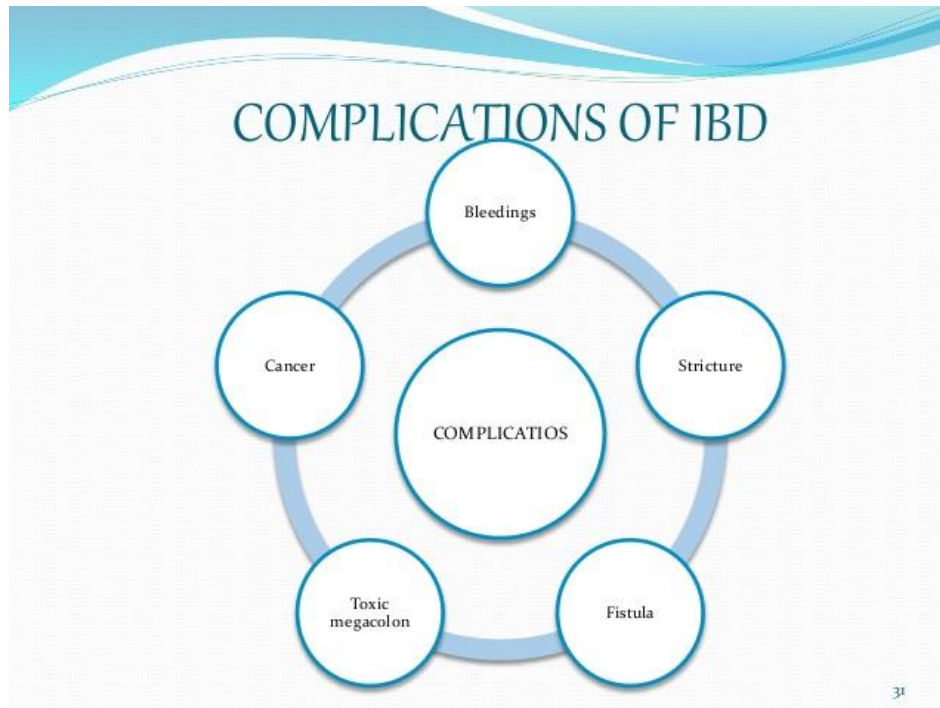 COMPLICATIONS OF IBD
Bleedings
Cancer
Stricture
COMPLICATIOS
Toxic
megacolon
Fistula
31